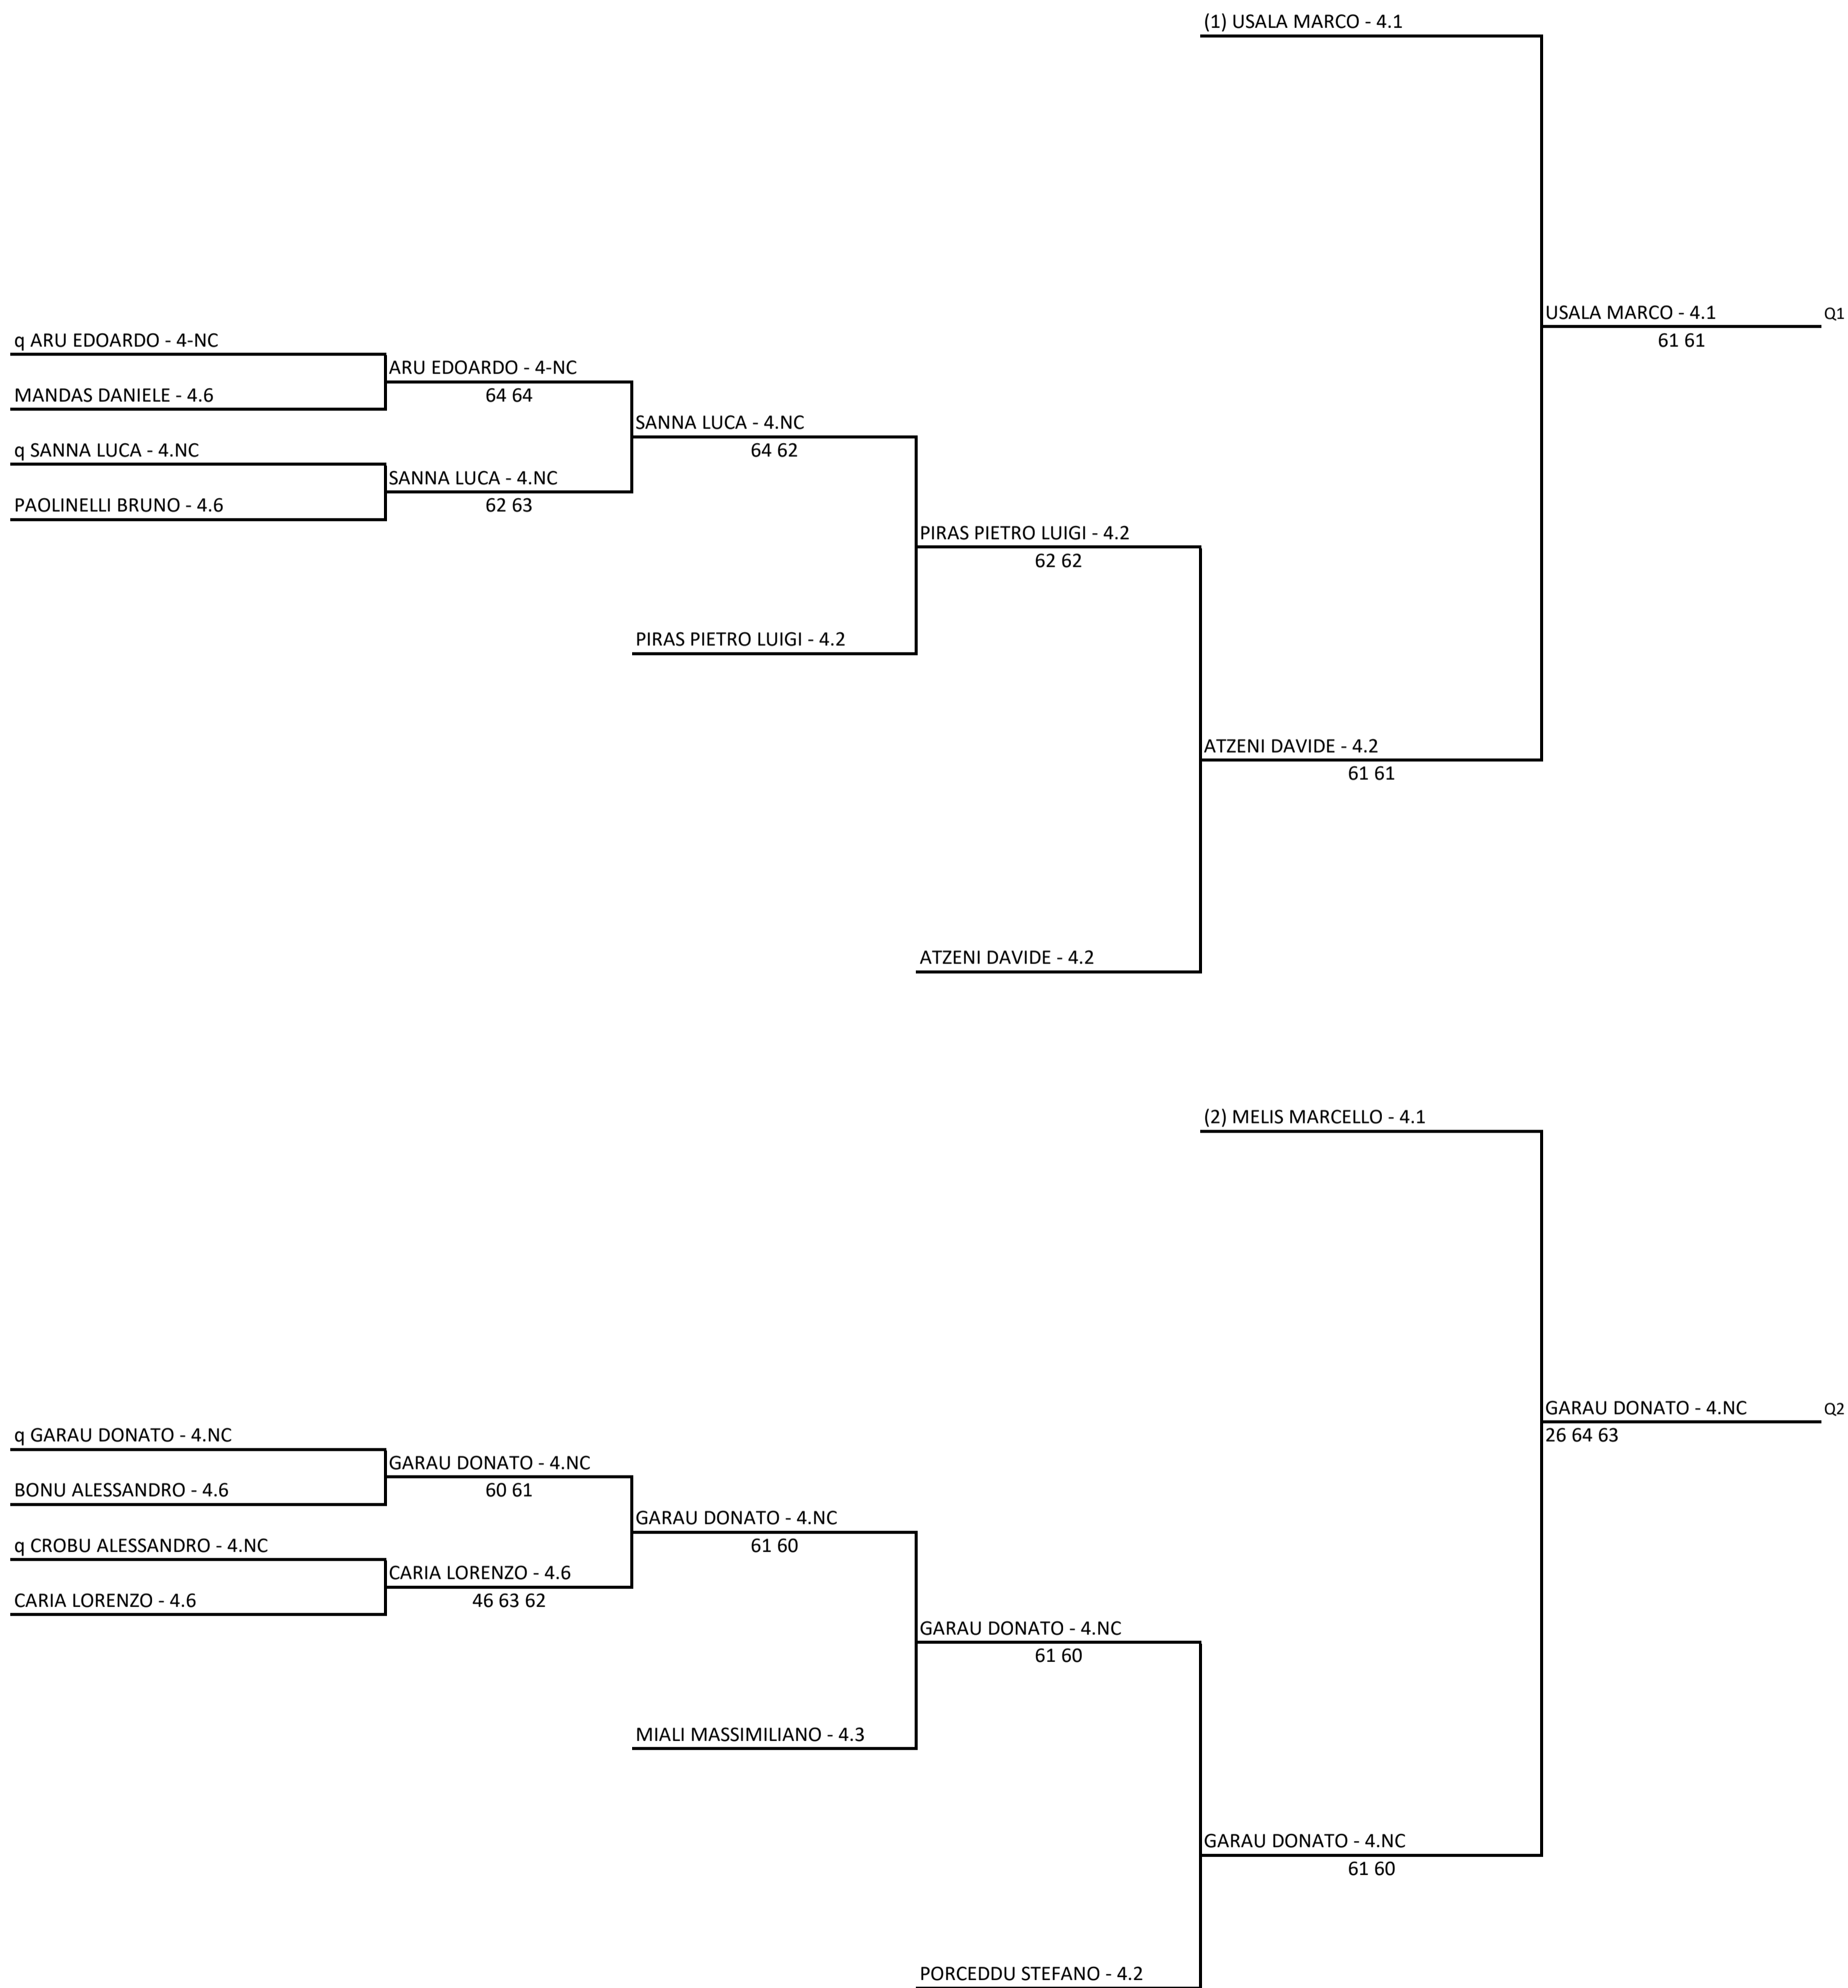 (1) USALA MARCO - 4.1
USALA MARCO - 4.1
Q1
61 61
q ARU EDOARDO - 4-NC
ARU EDOARDO - 4-NC
MANDAS DANIELE - 4.6
64 64
SANNA LUCA - 4.NC
q SANNA LUCA - 4.NC
64 62
SANNA LUCA - 4.NC
PAOLINELLI BRUNO - 4.6
62 63
PIRAS PIETRO LUIGI - 4.2
62 62
PIRAS PIETRO LUIGI - 4.2
ATZENI DAVIDE - 4.2
61 61
ATZENI DAVIDE - 4.2
(2) MELIS MARCELLO - 4.1
GARAU DONATO - 4.NC
Q2
q GARAU DONATO - 4.NC
26 64 63
GARAU DONATO - 4.NC
BONU ALESSANDRO - 4.6
60 61
GARAU DONATO - 4.NC
q CROBU ALESSANDRO - 4.NC
61 60
CARIA LORENZO - 4.6
CARIA LORENZO - 4.6
46 63 62
GARAU DONATO - 4.NC
61 60
MIALI MASSIMILIANO - 4.3
GARAU DONATO - 4.NC
61 60
PORCEDDU STEFANO - 4.2